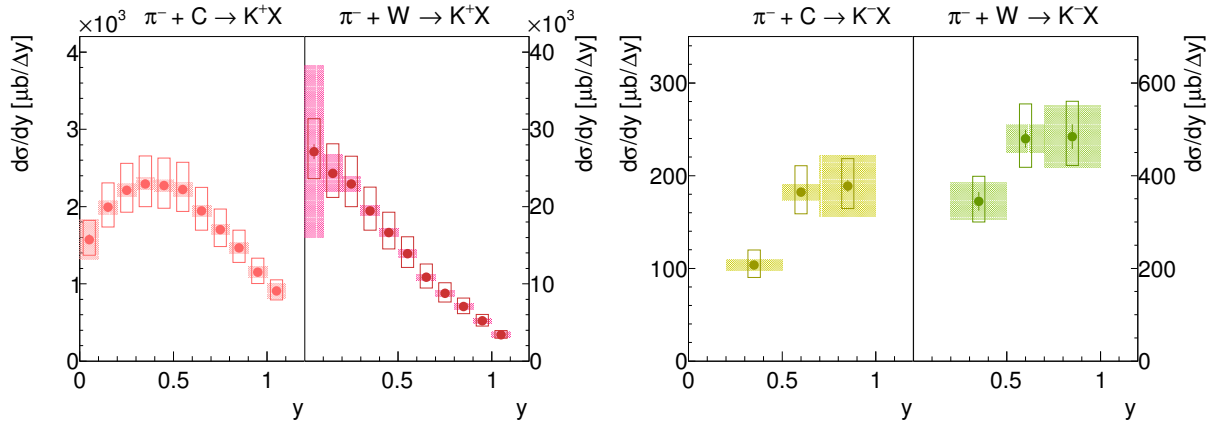 π⁻ + C → K⁺X π⁻ + W → K⁺X
×10³ ×10³
dσ/dy [μb/Δy]
4 3 2 1 0
40 30 20 10 0
dσ/dy [μb/Δy]
0 0.5 1 0.5 1
y y
π⁻ + C → K⁻X π⁻ + W → K⁻X
dσ/dy [μb/Δy]
300 200 100 0
600 400 200 0
dσ/dy [μb/Δy]
0 0.5 1 0.5 1
y y